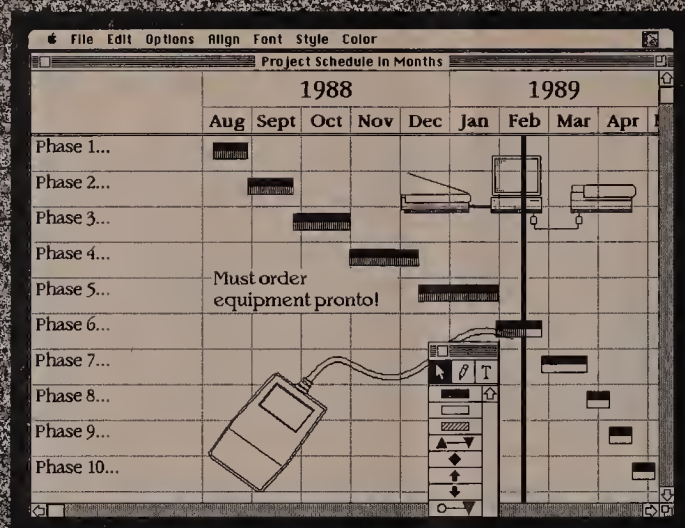 File Edit Options Align Font Style Color
Project Schedule in Months
1988 1989
Aug Sept Oct Nov Dec Jan Feb Mar Apr
Phase 1...
Phase 2...
Phase 3...
Phase 4...
Must order
equipment pronto!
Phase 5...
Phase 6...
Phase 7...
T
Phase 8...
Phase 9...
Phase 10...